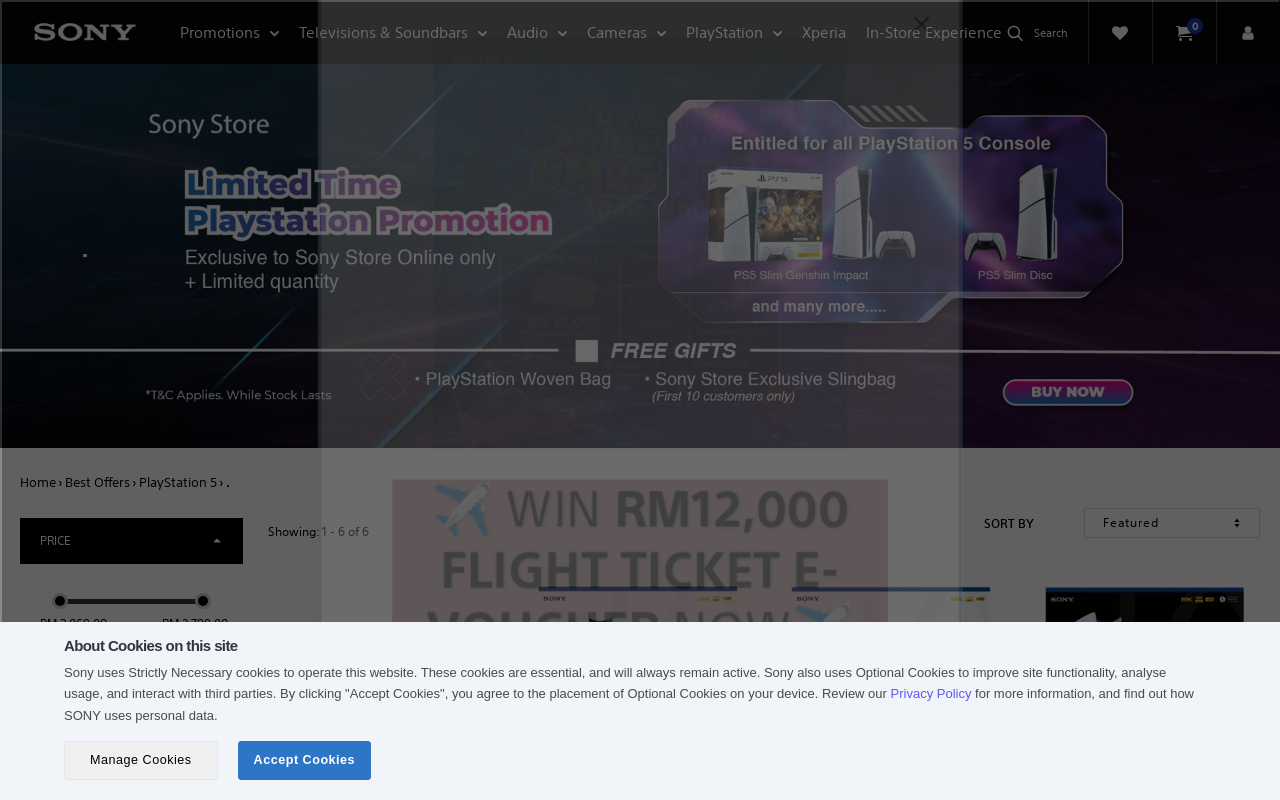 SONY
Promotions
Televisions & Soundbars
Audio
Cameras
PlayStation
Xperia
In-Store Experience
Search
0
Sony Store
Limited Time
Playstation Promotion
Exclusive to Sony Store Online only
+ Limited quantity
Entitled for all PlayStation 5 Console
PS5 Slim Genshin Impact
PS5 Slim Disc
and many more.....
FREE GIFTS
• PlayStation Woven Bag
• Sony Store Exclusive Slingbag
(First 10 customers only)
*T&C Applies. While Stock Lasts
BUY NOW
Home › Best Offers › PlayStation 5 › .
PRICE
Showing: 1 - 6 of 6
SORT BY
Featured
WIN RM12,000
FLIGHT TICKET E-
VOUCHER NOW
SONY
SONY
SONY
About Cookies on this site
Sony uses Strictly Necessary cookies to operate this website. These cookies are essential, and will always remain active. Sony also uses Optional Cookies to improve site functionality, analyse
usage, and interact with third parties. By clicking "Accept Cookies", you agree to the placement of Optional Cookies on your device. Review our Privacy Policy for more information, and find out how
SONY uses personal data.
Manage Cookies
Accept Cookies